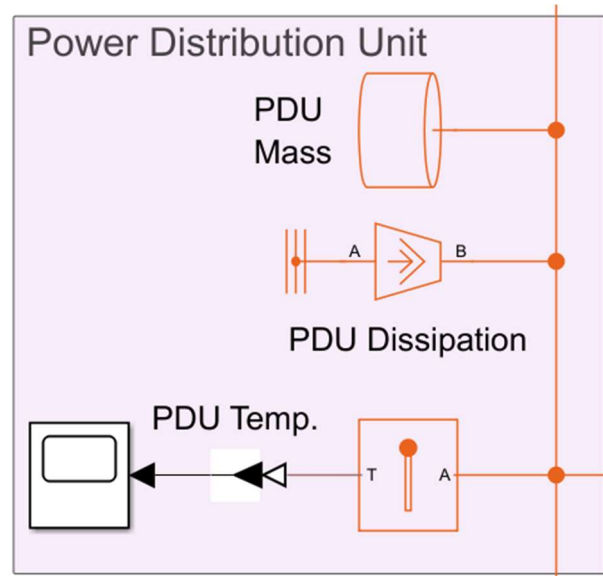 Power Distribution Unit
PDU
Mass
A B
PDU Dissipation
PDU Temp.
T A